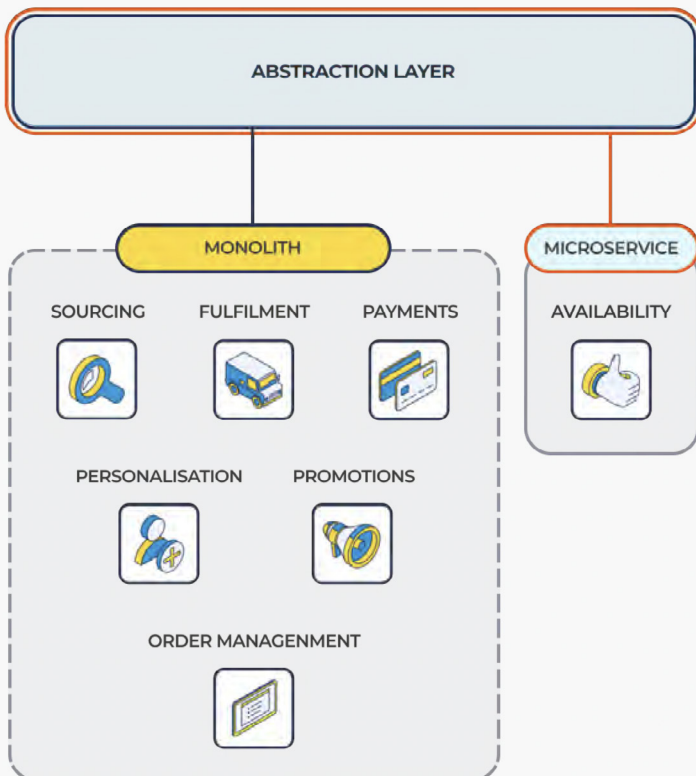 ABSTRACTION LAYER
MONOLITH
MICROSERVICE
SOURCING
FULFILMENT
PAYMENTS
AVAILABILITY
PERSONALISATION
PROMOTIONS
ORDER MANAGENMENT